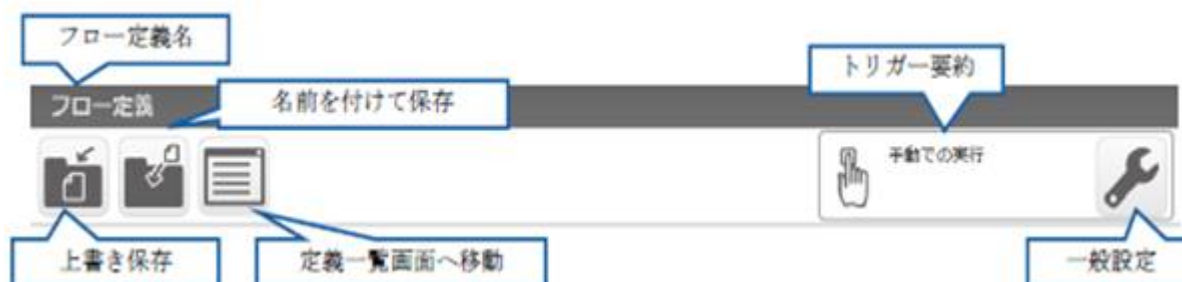 フロー定義名
トリガー要約
フロー定義
名前を付けて保存
手動での実行
上書き保存
定義一覧画面へ移動
一般設定